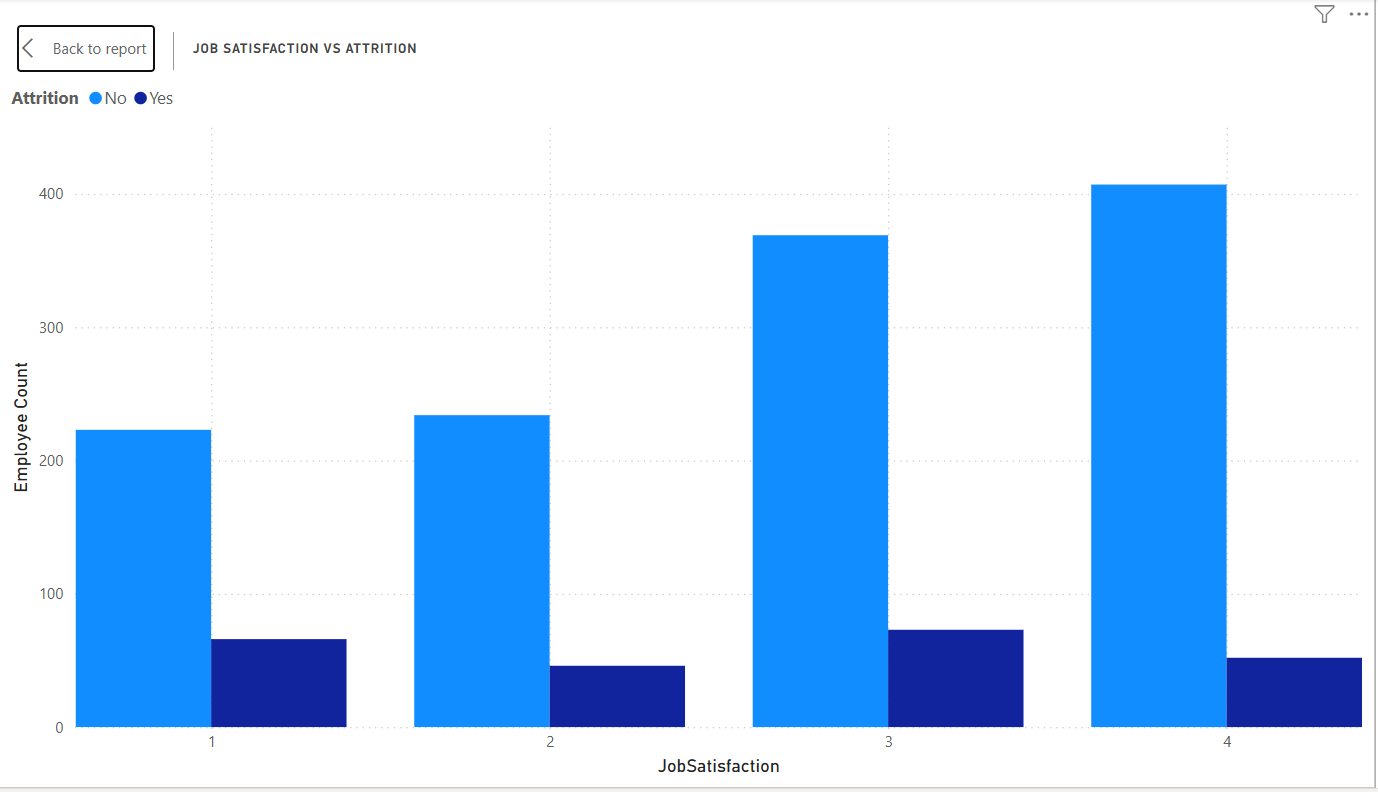 Back to report
JOB SATISFACTION VS ATTRITION
Attrition No Yes
400
300
200
100
0
Employee Count
1 2 3 4
JobSatisfaction